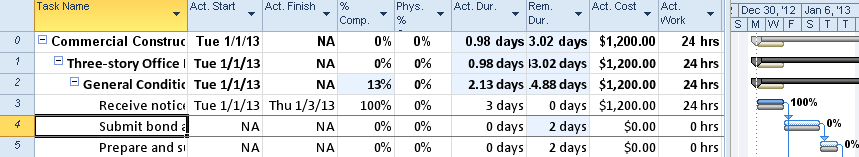 Task Name Act. Start Act. Finish % Comp. Phys. % Act. Dur. Rem. Dur. Act. Cost Act. Work Dec 30, '12 Jan 6, '13
S M T W T F S S M T
0 Commercial Construc Tue 1/1/13 NA 0% 0% 0.98 days 3.02 days $1,200.00 24 hrs
1 Three-story Office Tue 1/1/13 NA 0% 0% 0.98 days 3.02 days $1,200.00 24 hrs
2 General Conditic Tue 1/1/13 NA 13% 0% 2.13 days 4.88 days $1,200.00 24 hrs
3 Receive notice Tue 1/1/13 Thu 1/3/13 100% 0% 3 days 0 days $1,200.00 24 hrs 100%
4 Submit bond a NA NA 0% 0% 0 days 2 days $0.00 0 hrs 0%
5 Prepare and su NA NA 0% 0% 0 days 2 days $0.00 0 hrs 0%